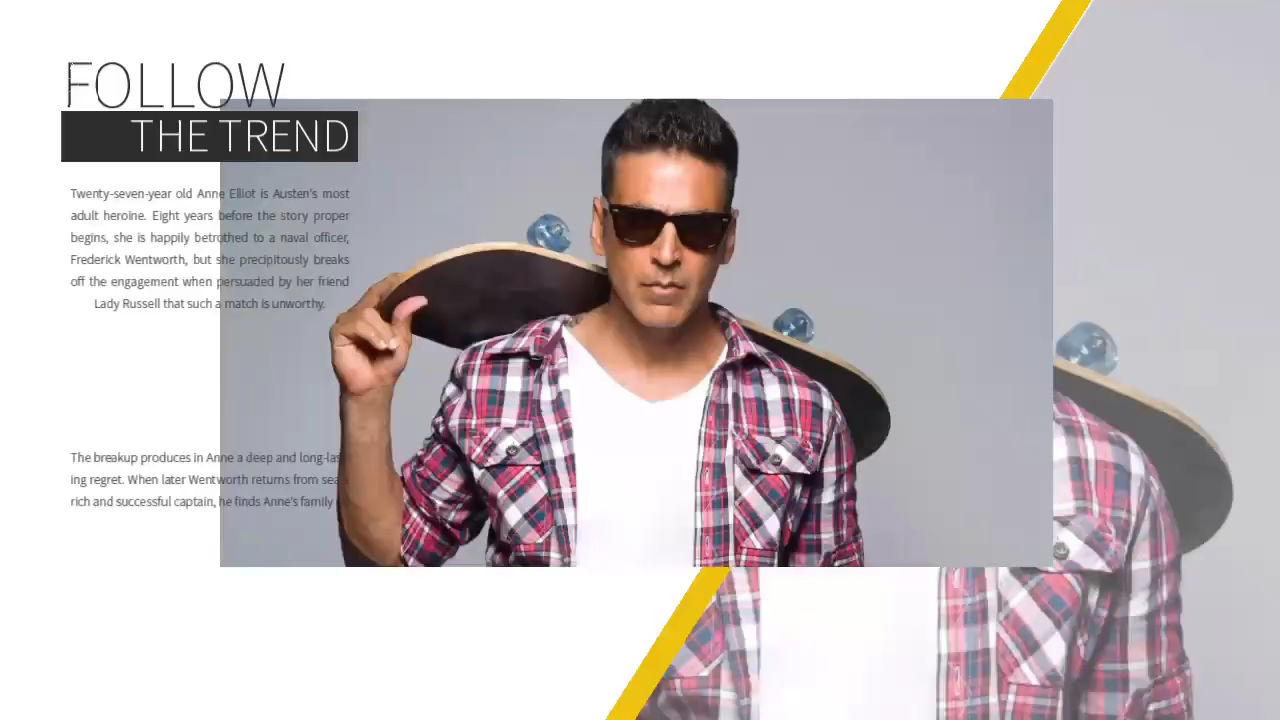 FOLLOW
THE TREND
Twenty-seven-year old Anne Elliot is Austen's most
adult heroine. Eight years before the story proper
begins, she is happily betrothed to a naval officer,
Frederick Wentworth, but she precipitously breaks
off the engagement when persuaded by her friend
Lady Russell that such a match is unworthy.
The breakup produces in Anne a deep and long-las
ing regret. When later Wentworth returns from sea
rich and successful captain, he finds Anne's family